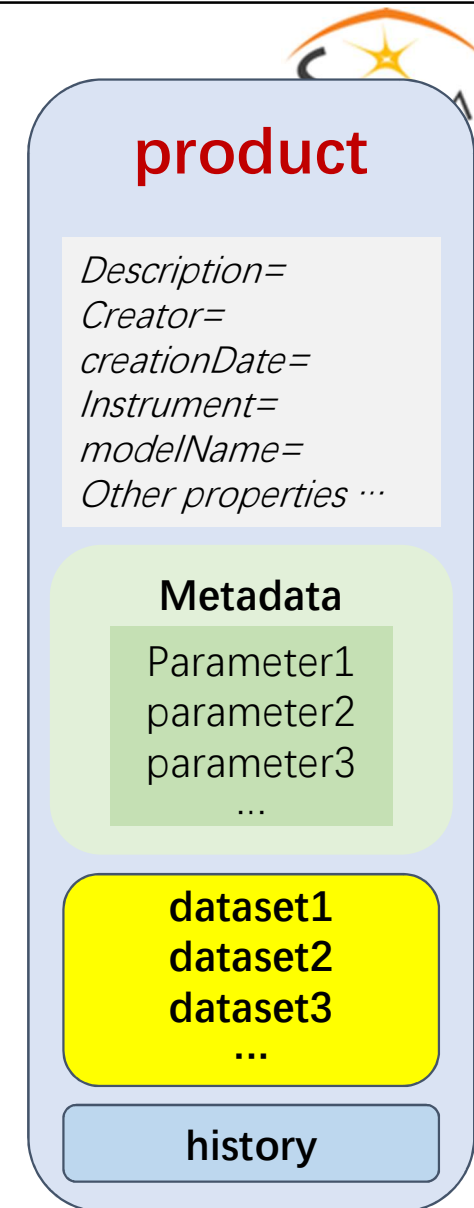 product
Description=
Creator=
creationDate=
Instrument=
modelName=
Other properties …
Metadata
Parameter1
parameter2
parameter3
…
dataset1
dataset2
dataset3
…
history